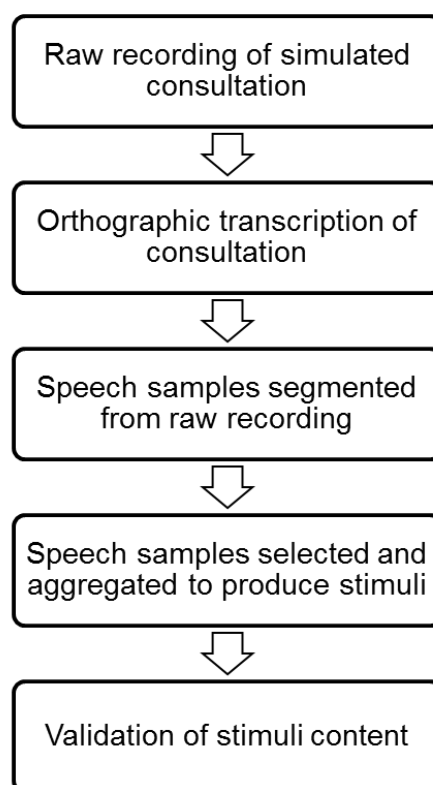 Raw recording of simulated
consultation
Orthographic transcription of
consultation
Speech samples segmented
from raw recording
Speech samples selected and
aggregated to produce stimuli
Validation of stimuli content